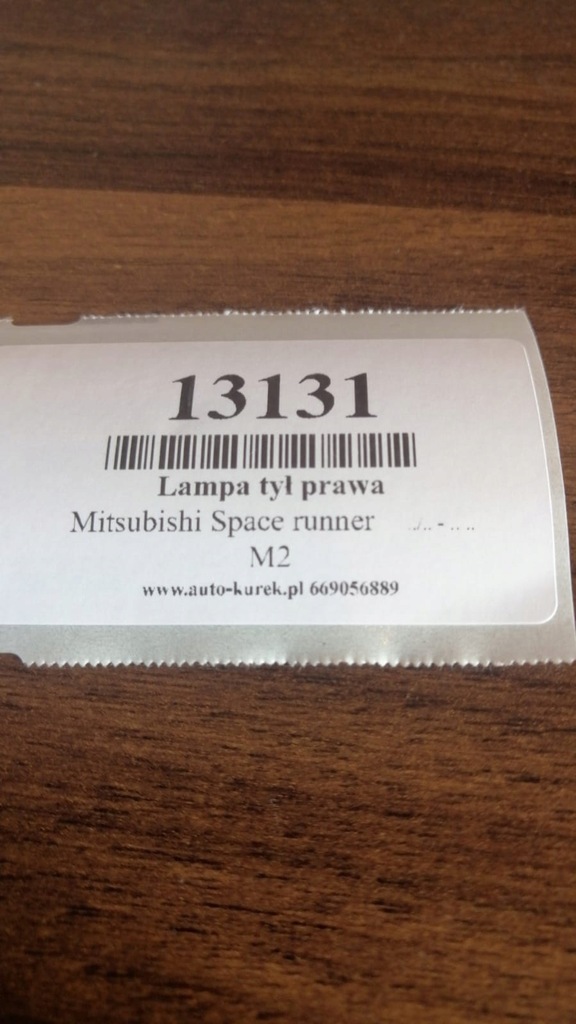 13131
Lampa tył prawa
Mitsubishi Space runner
M2
www.auto-kurek.pl 669056889